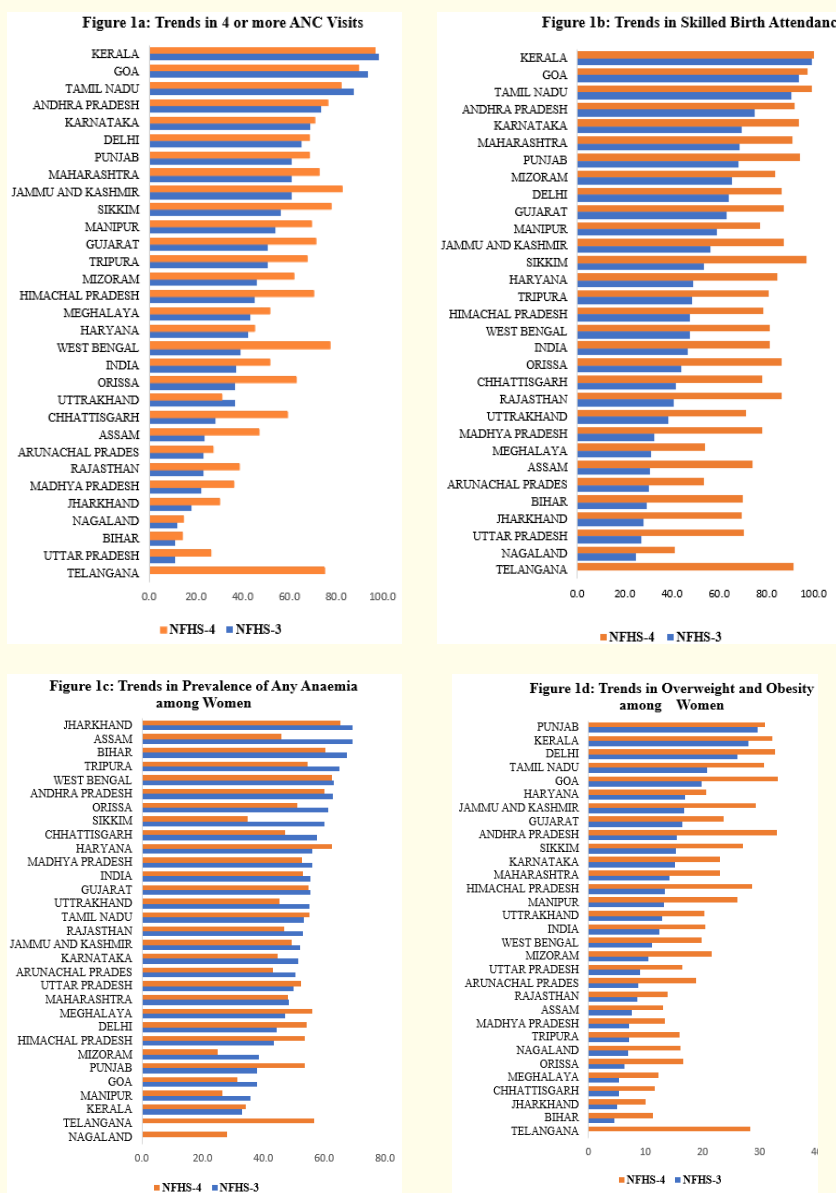 Figure 1a: Trends in 4 or more ANC Visits
KERALA
GOA
TAMIL NADU
ANDHRA PRADESH
KARNATAKA
DELHI
PUNJAB
MAHARASHTRA
JAMMU AND KASHMIR
SIKKIM
MANIPUR
GUJARAT
TRIPURA
MIZORAM
HIMACHAL PRADESH
MEGHALAYA
HARYANA
WEST BENGAL
INDIA
ORISSA
UTTRAKHAND
CHHATTISGARH
ASSAM
ARUNACHAL PRADES
RAJASTHAN
MADHYA PRADESH
JHARKHAND
NAGALAND
BIHAR
UTTAR PRADESH
TELANGANA
0.0 20.0 40.0 60.0 80.0 100.0
NFHS-4 NFHS-3
Figure 1b: Trends in Skilled Birth Attendanc
KERALA
GOA
TAMIL NADU
ANDHRA PRADESH
KARNATAKA
MAHARASHTRA
PUNJAB
MIZORAM
DELHI
GUJARAT
MANIPUR
JAMMU AND KASHMIR
SIKKIM
HARYANA
TRIPURA
HIMACHAL PRADESH
WEST BENGAL
INDIA
ORISSA
CHHATTISGARH
RAJASTHAN
UTTRAKHAND
MADHYA PRADESH
MEGHALAYA
ASSAM
ARUNACHAL PRADES
BIHAR
JHARKHAND
UTTAR PRADESH
NAGALAND
TELANGANA
0.0 20.0 40.0 60.0 80.0 100.0
NFHS-4 NFHS-3
Figure 1c: Trends in Prevalence of Any Anaemia
among Women
JHARKHAND
ASSAM
BIHAR
TRIPURA
WEST BENGAL
ANDHRA PRADESH
ORISSA
SIKKIM
CHHATTISGARH
HARYANA
MADHYA PRADESH
INDIA
GUJARAT
UTTRAKHAND
TAMIL NADU
RAJASTHAN
JAMMU AND KASHMIR
KARNATAKA
ARUNACHAL PRADES
UTTAR PRADESH
MAHARASHTRA
MEGHALAYA
DELHI
HIMACHAL PRADESH
MIZORAM
PUNJAB
GOA
MANIPUR
KERALA
TELANGANA
NAGALAND
0.0 20.0 40.0 60.0 80.0
NFHS-4 NFHS-3
Figure 1d: Trends in Overweight and Obesity
among Women
PUNJAB
KERALA
DELHI
TAMIL NADU
GOA
HARYANA
JAMMU AND KASHMIR
GUJARAT
ANDHRA PRADESH
SIKKIM
KARNATAKA
MAHARASHTRA
HIMACHAL PRADESH
MANIPUR
UTTRAKHAND
INDIA
WEST BENGAL
MIZORAM
UTTAR PRADESH
ARUNACHAL PRADES
RAJASTHAN
ASSAM
MADHYA PRADESH
TRIPURA
NAGALAND
ORISSA
MEGHALAYA
CHHATTISGARH
JHARKHAND
BIHAR
TELANGANA
0 10 20 30
NFHS-4 NFHS-3